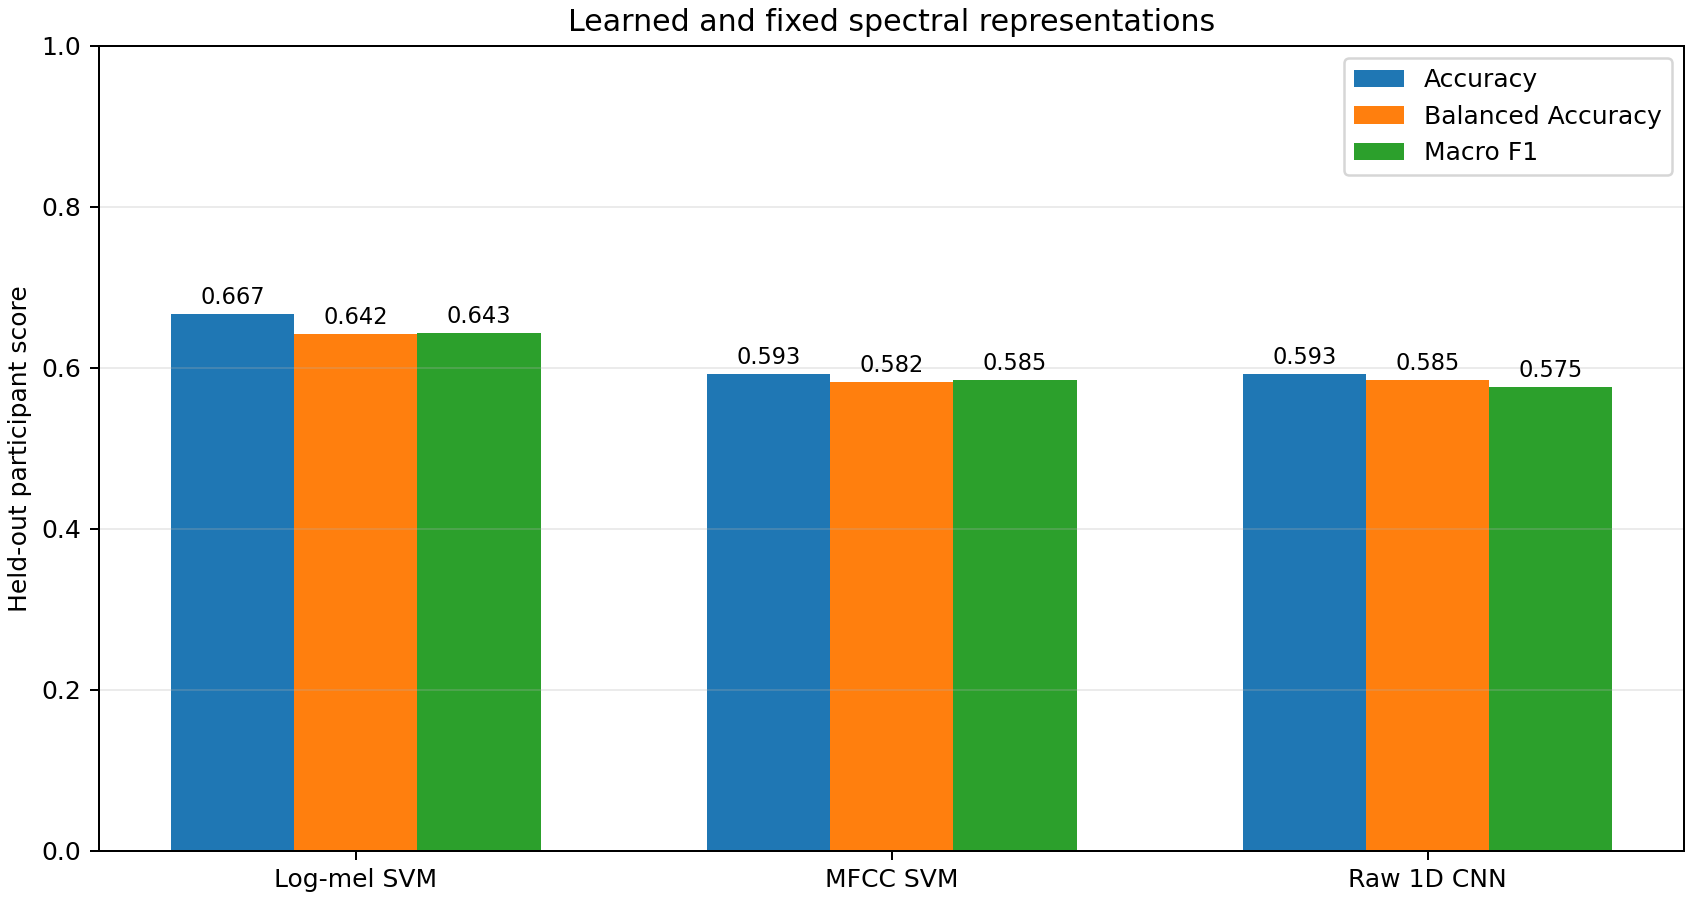 Learned and fixed spectral representations
1.0
0.8
0.6
0.4
0.2
0.0
Held-out participant score
Accuracy
Balanced Accuracy
Macro F1
0.667
0.642
0.643
0.593
0.582
0.585
0.593
0.585
0.575
Log-mel SVM
MFCC SVM
Raw 1D CNN